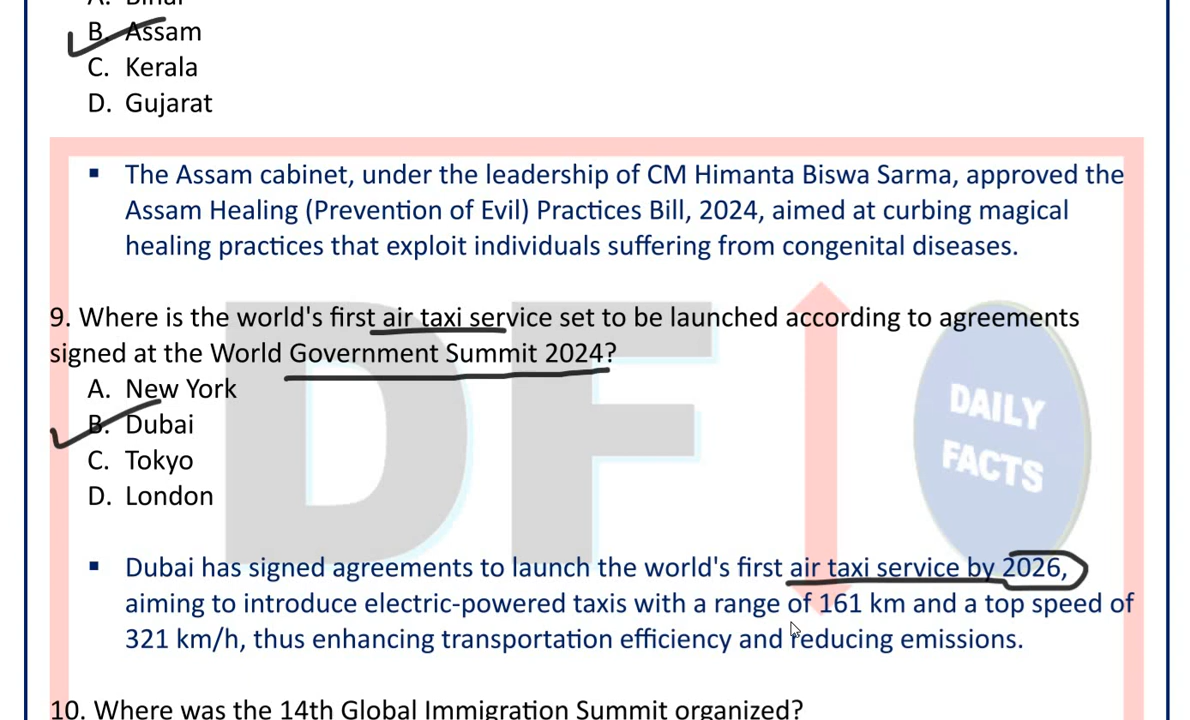 A. Bihar
B. Assam
C. Kerala
D. Gujarat
▪ The Assam cabinet, under the leadership of CM Himanta Biswa Sarma, approved the
Assam Healing (Prevention of Evil) Practices Bill, 2024, aimed at curbing magical
healing practices that exploit individuals suffering from congenital diseases.
9. Where is the world's first air taxi service set to be launched according to agreements
signed at the World Government Summit 2024?
A. New York
B. Dubai
C. Tokyo
D. London
DF
DAILY
FACTS
▪ Dubai has signed agreements to launch the world's first air taxi service by 2026,
aiming to introduce electric-powered taxis with a range of 161 km and a top speed of
321 km/h, thus enhancing transportation efficiency and reducing emissions.
10. Where was the 14th Global Immigration Summit organized?